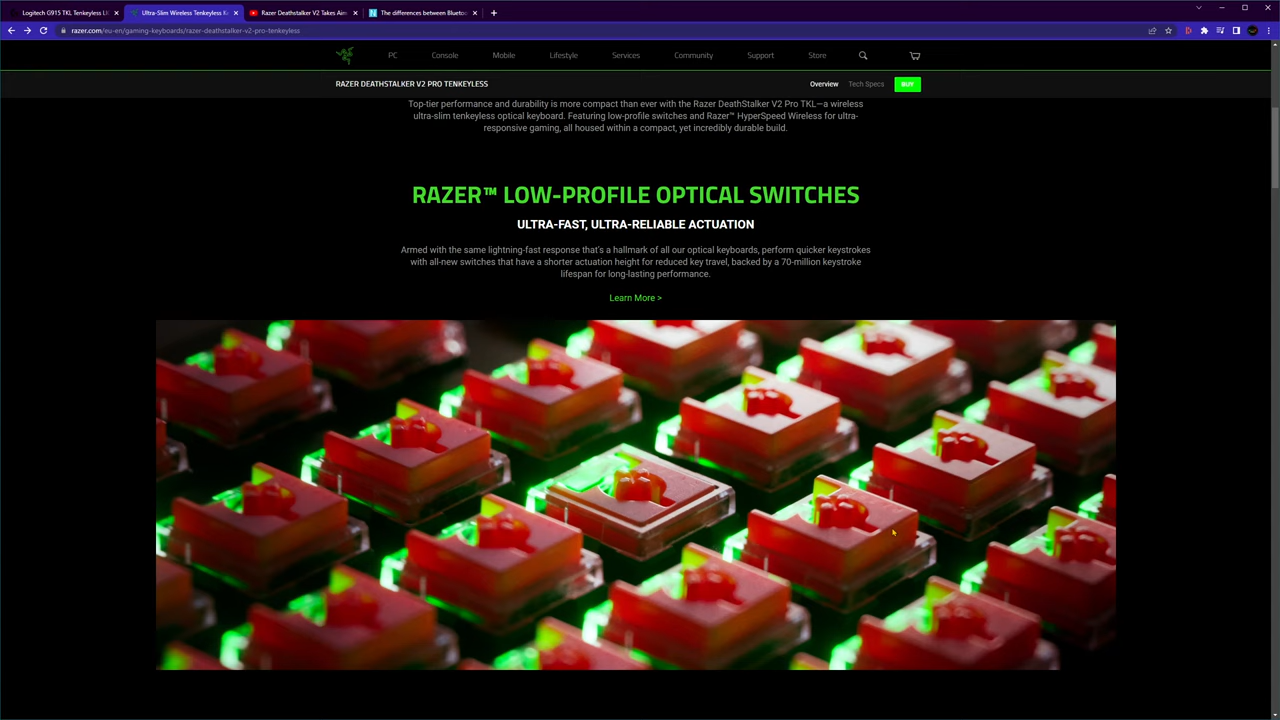 Logitech G915 TKL Tenkeyless LI
Ultra-Slim Wireless Tenkeyless K
Razer Deathstalker V2 Takes Aim
The differences between Bluetoo
razer.com/eu-en/gaming-keyboards/razer-deathstalker-v2-pro-tenkeyless
PC Console Mobile Lifestyle Services Community Support Store
RAZER DEATHSTALKER V2 PRO TENKEYLESS
Overview Tech Specs BUY
Top-tier performance and durability is more compact than ever with the Razer DeathStalker V2 Pro TKL—a wireless
ultra-slim tenkeyless optical keyboard. Featuring low-profile switches and Razer™ HyperSpeed Wireless for ultra-
responsive gaming, all housed within a compact, yet incredibly durable build.
RAZER™ LOW-PROFILE OPTICAL SWITCHES
ULTRA-FAST, ULTRA-RELIABLE ACTUATION
Armed with the same lightning-fast response that's a hallmark of all our optical keyboards, perform quicker keystrokes
with all-new switches that have a shorter actuation height for reduced key travel, backed by a 70-million keystroke
lifespan for long-lasting performance.
Learn More >